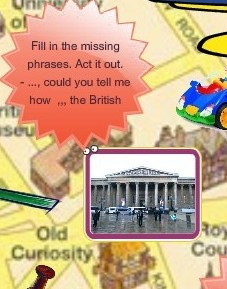 Fill in the missing
phrases. Act it out.
- ..., could you tell me
how ,,, the British
Old
Curiosity